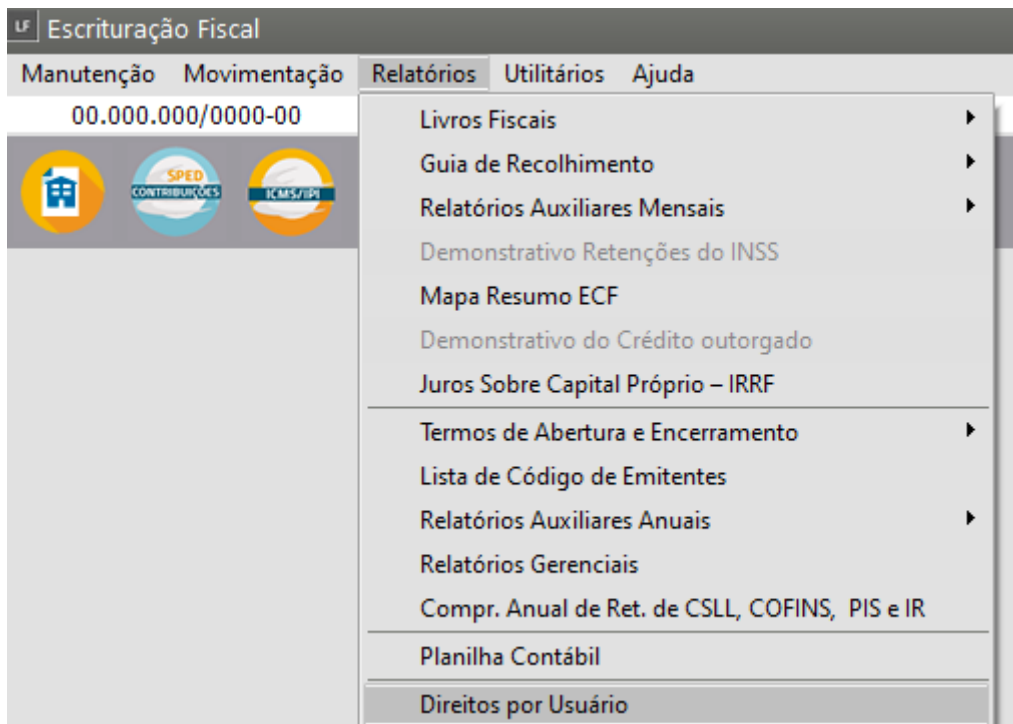 LF Escrituração Fiscal
Manutenção Movimentação Relatórios Utilitários Ajuda
00.000.000/0000-00
SPED
CONTRIBUIÇÕES
ICMS/IPI
Livros Fiscais
Guia de Recolhimento
Relatórios Auxiliares Mensais
Demonstrativo Retenções do INSS
Mapa Resumo ECF
Demonstrativo do Crédito outorgado
Juros Sobre Capital Próprio – IRRF
Termos de Abertura e Encerramento
Lista de Código de Emitentes
Relatórios Auxiliares Anuais
Relatórios Gerenciais
Compr. Anual de Ret. de CSLL, COFINS, PIS e IR
Planilha Contábil
Direitos por Usuário